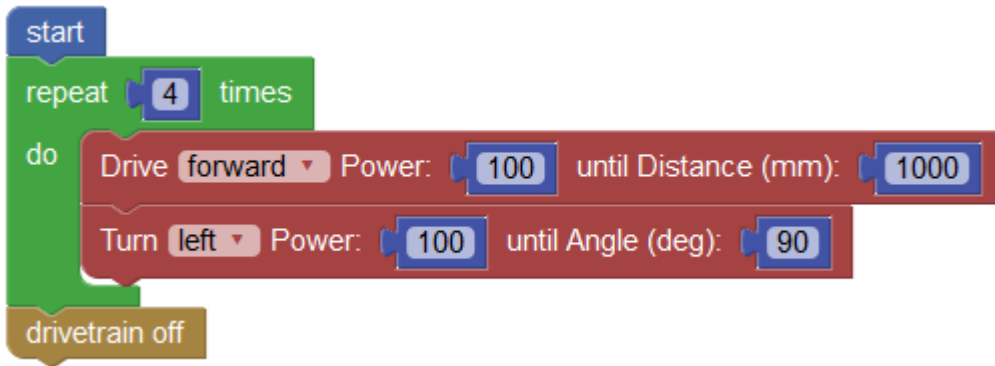 start
repeat 4 times
do
Drive forward Power: 100 until Distance (mm): 1000
Turn left Power: 100 until Angle (deg): 90
drivetrain off